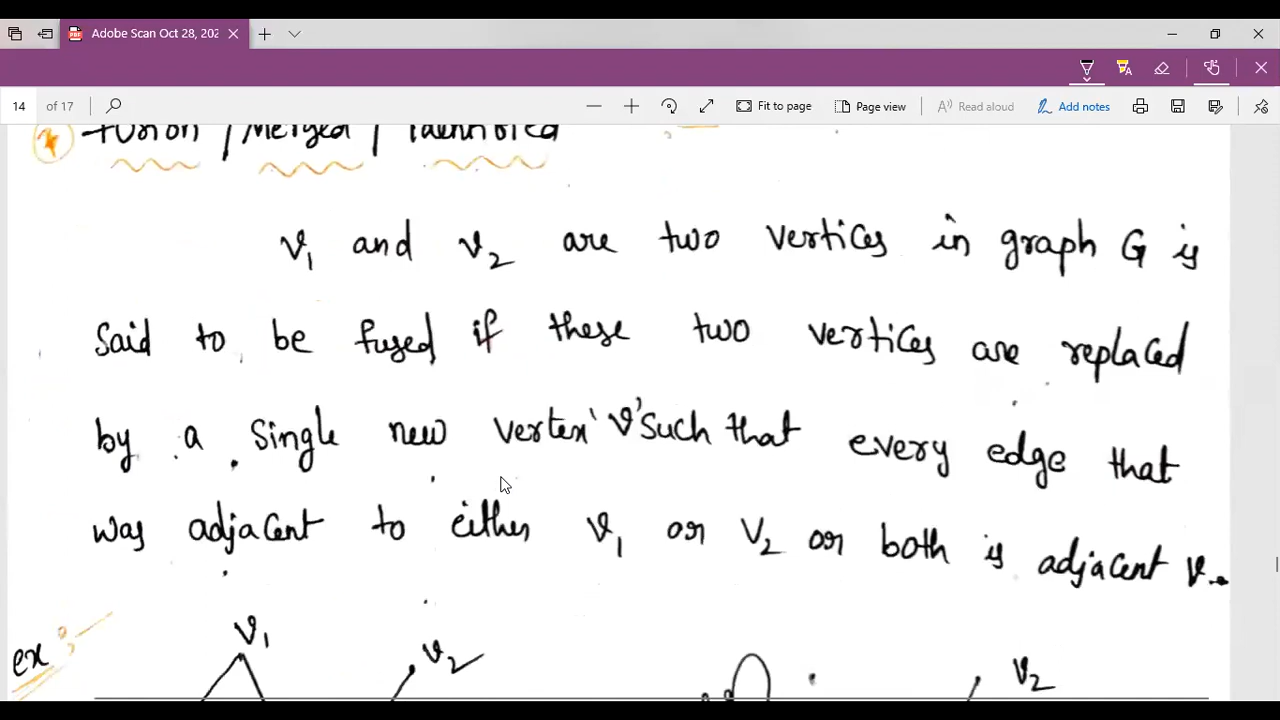 Adobe Scan Oct 28, 202
14 of 17
Fit to page
Page view
Read aloud
Add notes
Fusion / Merged / Identified
v1 and v2 are two vertices in graph G is
said to be fused if these two vertices are replaced
by a single new vertex 'v' such that every edge that
was adjacent to either v1 or v2 or both is adjacent v.
ex :-
v1
v2
v2